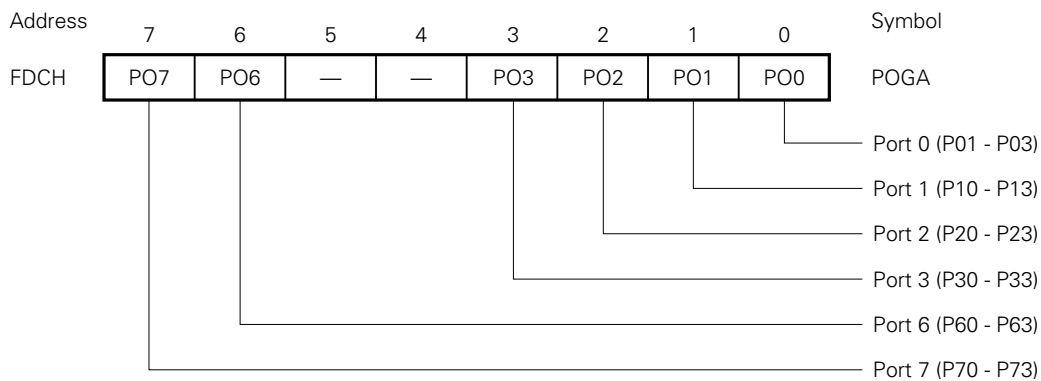 Address 7 6 5 4 3 2 1 0 Symbol
FDCH PO7 PO6 — — PO3 PO2 PO1 PO0 POGA
Port 0 (P01 - P03)
Port 1 (P10 - P13)
Port 2 (P20 - P23)
Port 3 (P30 - P33)
Port 6 (P60 - P63)
Port 7 (P70 - P73)